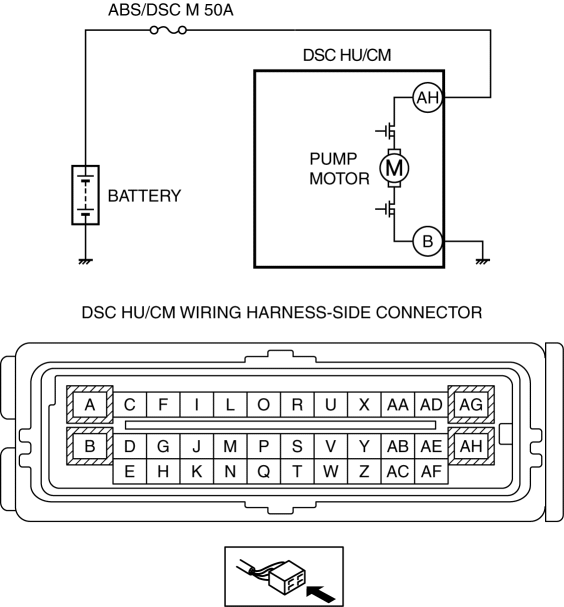 ABS/DSC M 50A
DSC HU/CM
AH
PUMP
MOTOR
M
BATTERY
B
DSC HU/CM WIRING HARNESS-SIDE CONNECTOR
A C F I L O R U X AA AD AG
B D G J M P S V Y AB AE AH
E H K N Q T W Z AC AF